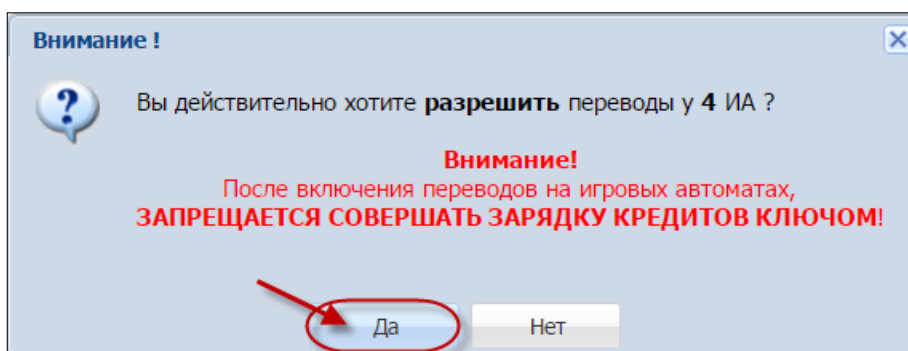 Внимание !
Вы действительно хотите разрешить переводы у 4 ИА ?
Внимание!
После включения переводов на игровых автоматах,
ЗАПРЕЩАЕТСЯ СОВЕРШАТЬ ЗАРЯДКУ КРЕДИТОВ КЛЮЧОМ!
Да Нет